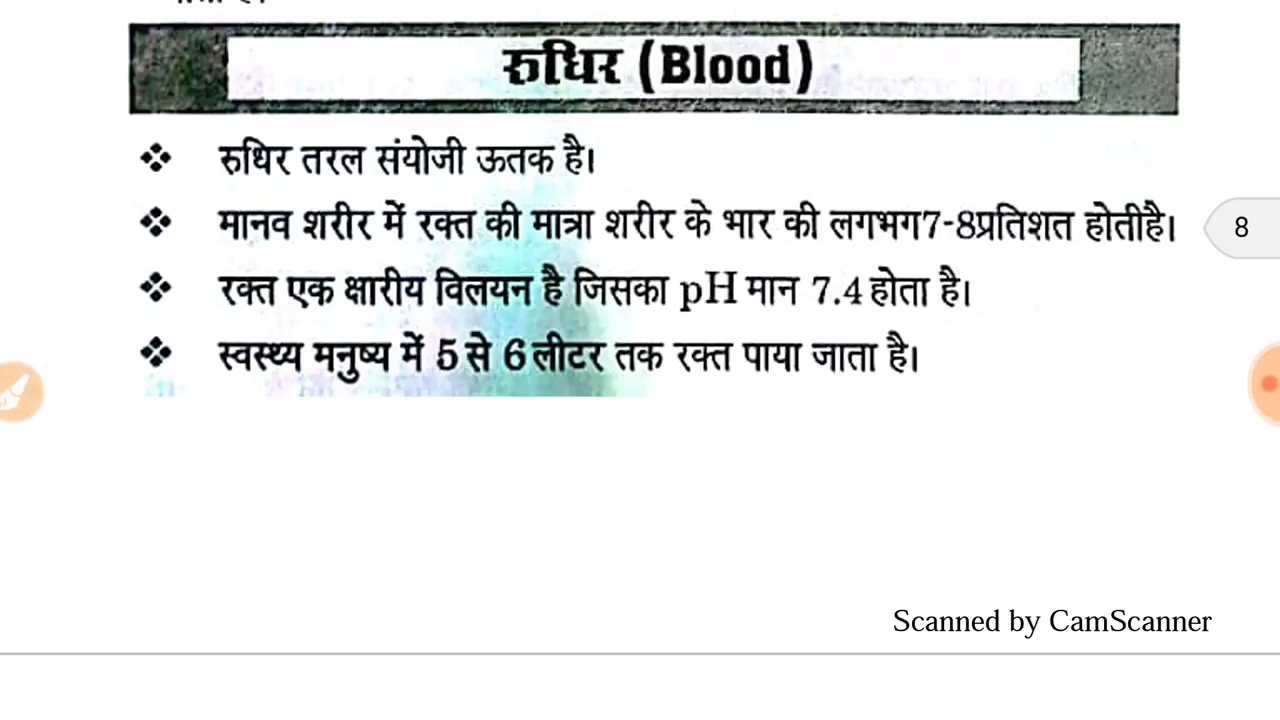 रुधिर (Blood)
❖ रुधिर तरल संयोजी ऊतक है।
❖ मानव शरीर में रक्त की मात्रा शरीर के भार की लगभग7-8प्रतिशत होतीहै।
8
❖ रक्त एक क्षारीय विलयन है जिसका pH मान 7.4 होता है।
❖ स्वस्थ्य मनुष्य में 5 से 6 लीटर तक रक्त पाया जाता है।
Scanned by CamScanner